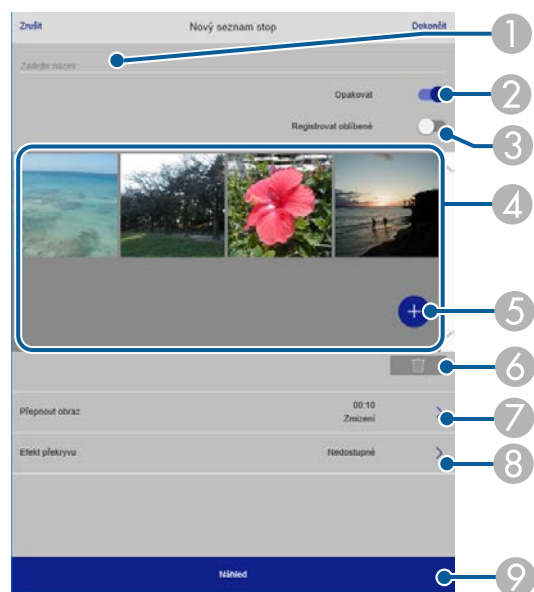 Zrušit Nový seznam stop Dokončit
1
Zadejte název
Opakovat
2
Registrovat oblíbené
3
4
5
6
Přepnout obraz 00:10 Zmizení
7
Efekt překryvu Nedostupné
8
Náhled
9